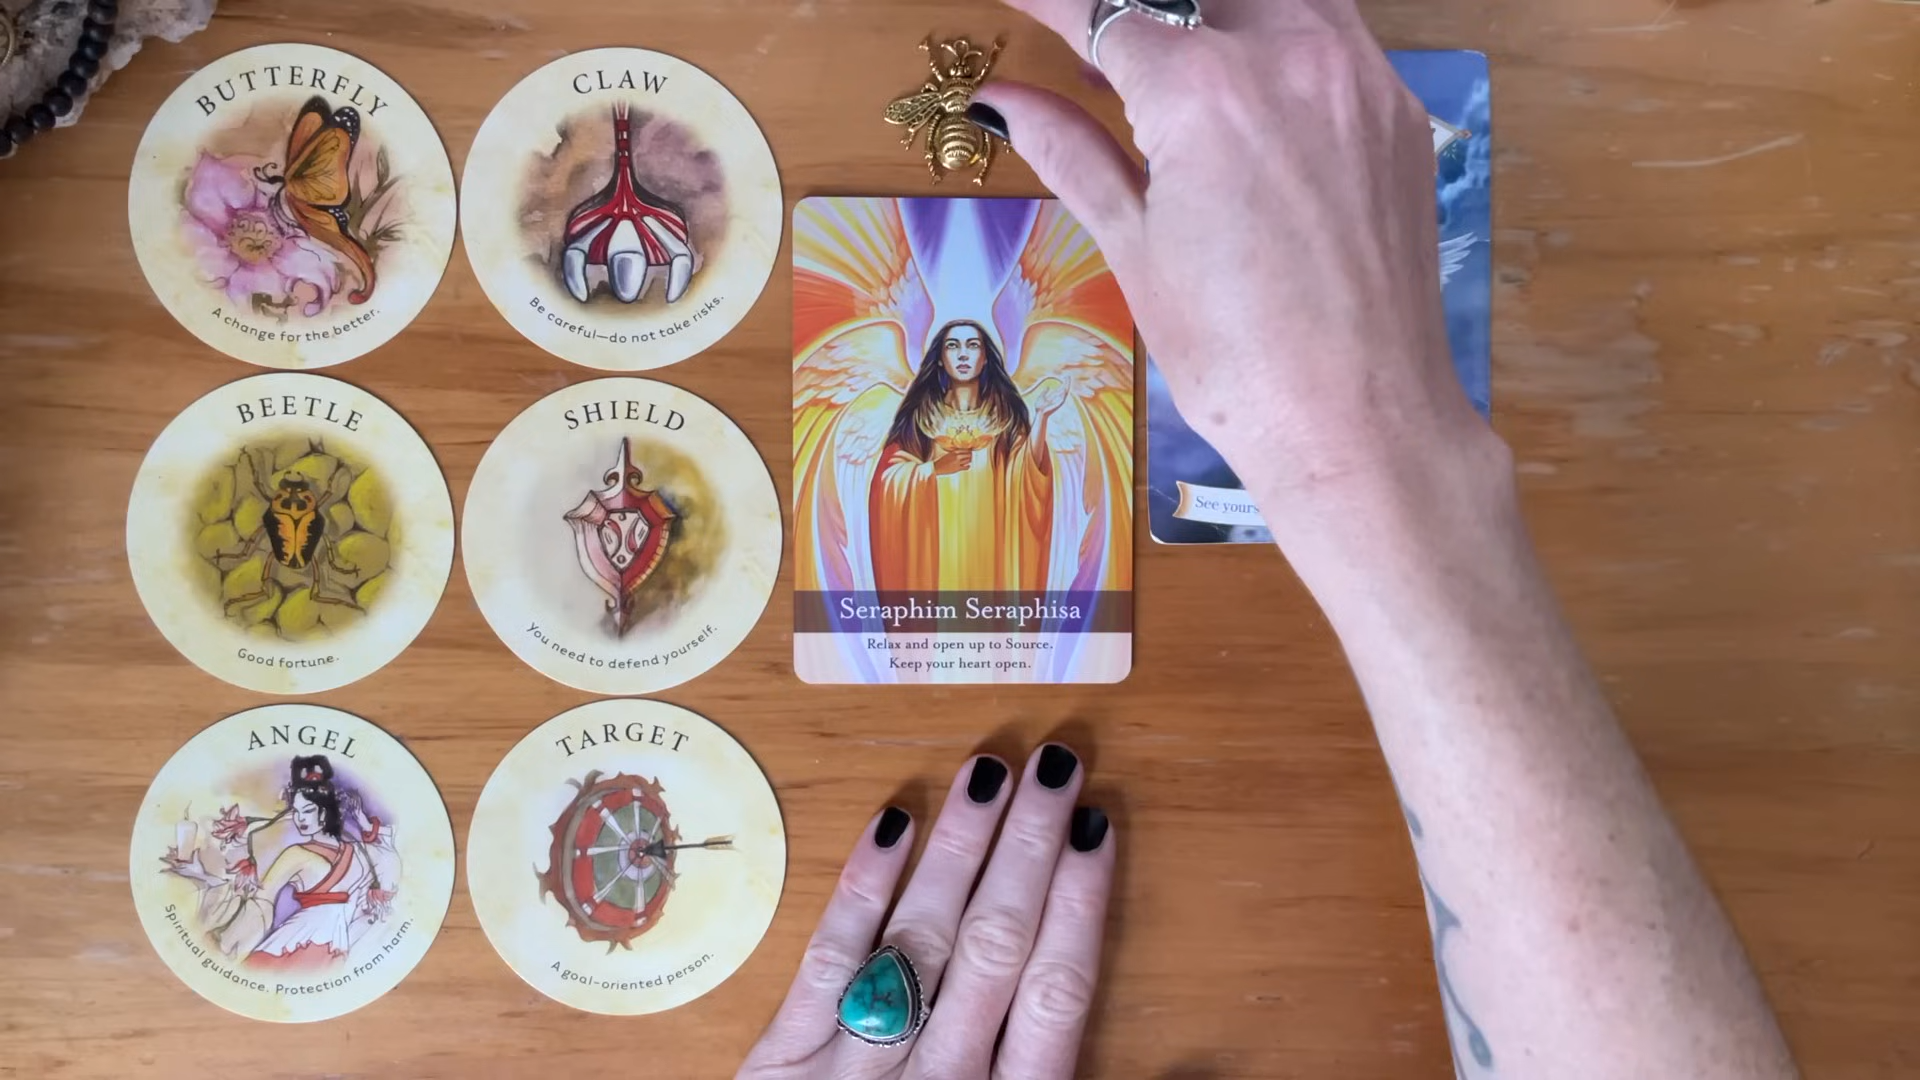 BUTTERFLY
A change for the better.
CLAW
Be careful—do not take risks.
BEETLE
Good fortune.
SHIELD
You need to defend yourself.
ANGEL
Spiritual guidance. Protection from harm.
TARGET
A goal-oriented person.
Seraphim Seraphisa
Relax and open up to Source.
Keep your heart open.
See yours